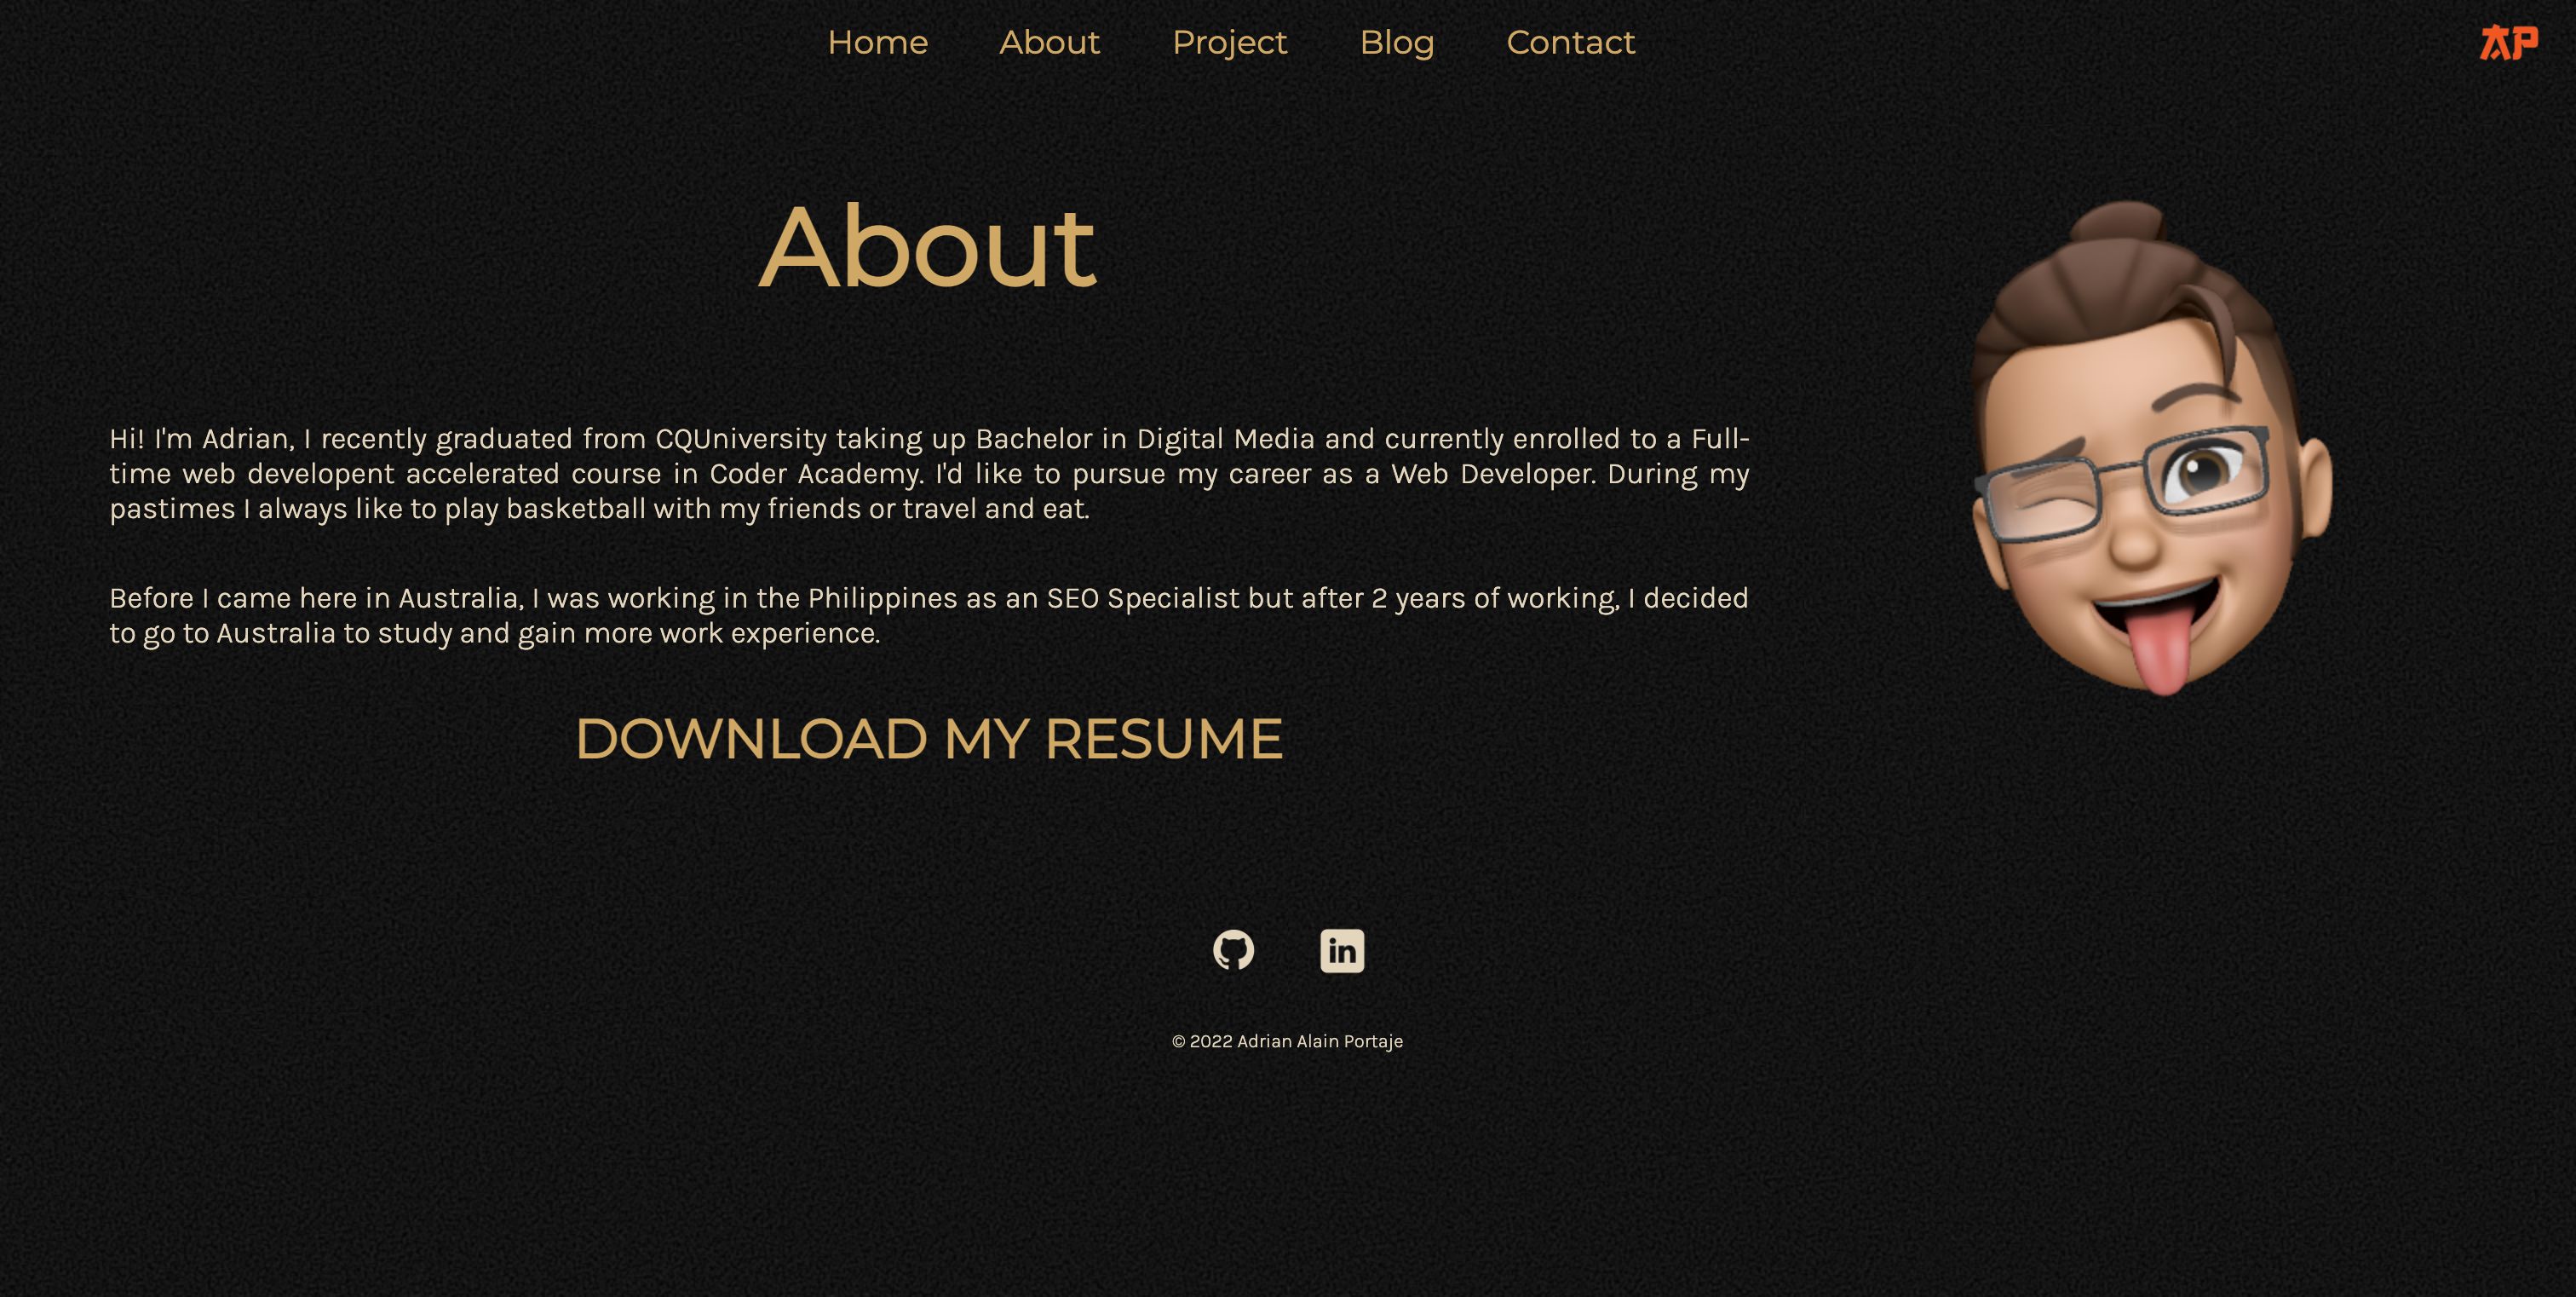 Home About Project Blog Contact
AP
About
Hi! I'm Adrian, I recently graduated from CQUniversity taking up Bachelor in Digital Media and currently enrolled to a Full-
time web developent accelerated course in Coder Academy. I'd like to pursue my career as a Web Developer. During my
pastimes I always like to play basketball with my friends or travel and eat.
Before I came here in Australia, I was working in the Philippines as an SEO Specialist but after 2 years of working, I decided
to go to Australia to study and gain more work experience.
DOWNLOAD MY RESUME
in
© 2022 Adrian Alain Portaje